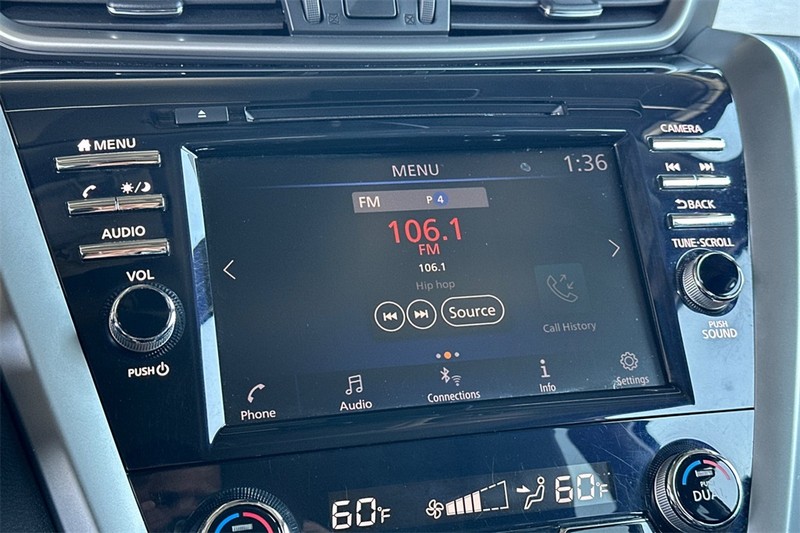 MENU
CAMERA
MENU
1:36
FM P 4
106.1
FM
106.1
Hip hop
Source
Call History
AUDIO
VOL
PUSH
BACK
TUNE·SCROLL
PUSH
SOUND
Phone
Audio
Connections
Info
Settings
60°F
60°F
PUSH
DUAL